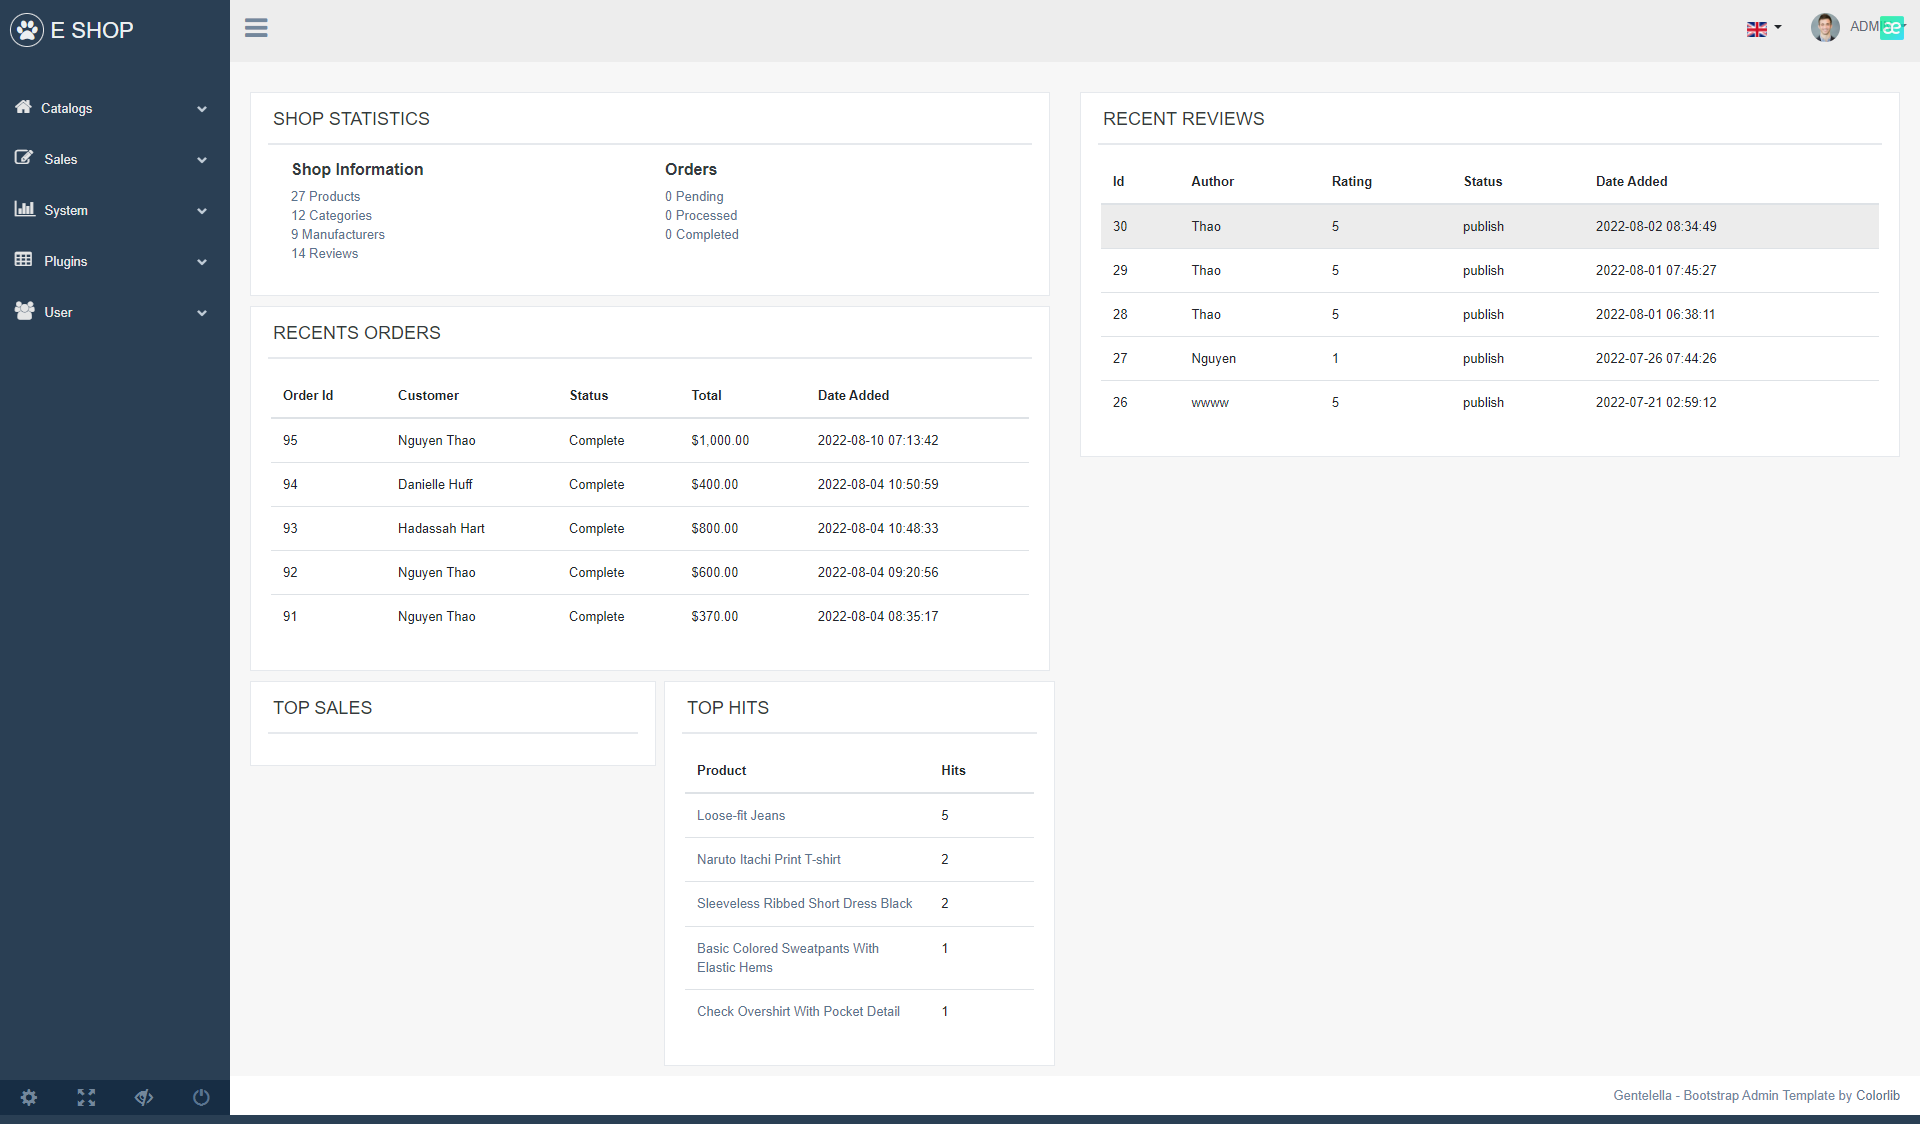 E SHOP
Catalogs
Sales
System
Plugins
User
ADM
æ
SHOP STATISTICS
Shop Information
27 Products
12 Categories
9 Manufacturers
14 Reviews
Orders
0 Pending
0 Processed
0 Completed
RECENTS ORDERS
Order Id Customer Status Total Date Added
95 Nguyen Thao Complete $1,000.00 2022-08-10 07:13:42
94 Danielle Huff Complete $400.00 2022-08-04 10:50:59
93 Hadassah Hart Complete $800.00 2022-08-04 10:48:33
92 Nguyen Thao Complete $600.00 2022-08-04 09:20:56
91 Nguyen Thao Complete $370.00 2022-08-04 08:35:17
TOP SALES
TOP HITS
Product Hits
Loose-fit Jeans 5
Naruto Itachi Print T-shirt 2
Sleeveless Ribbed Short Dress Black 2
Basic Colored Sweatpants With 1
Elastic Hems
Check Overshirt With Pocket Detail 1
RECENT REVIEWS
Id Author Rating Status Date Added
30 Thao 5 publish 2022-08-02 08:34:49
29 Thao 5 publish 2022-08-01 07:45:27
28 Thao 5 publish 2022-08-01 06:38:11
27 Nguyen 1 publish 2022-07-26 07:44:26
26 wwww 5 publish 2022-07-21 02:59:12
Gentelella - Bootstrap Admin Template by Colorlib